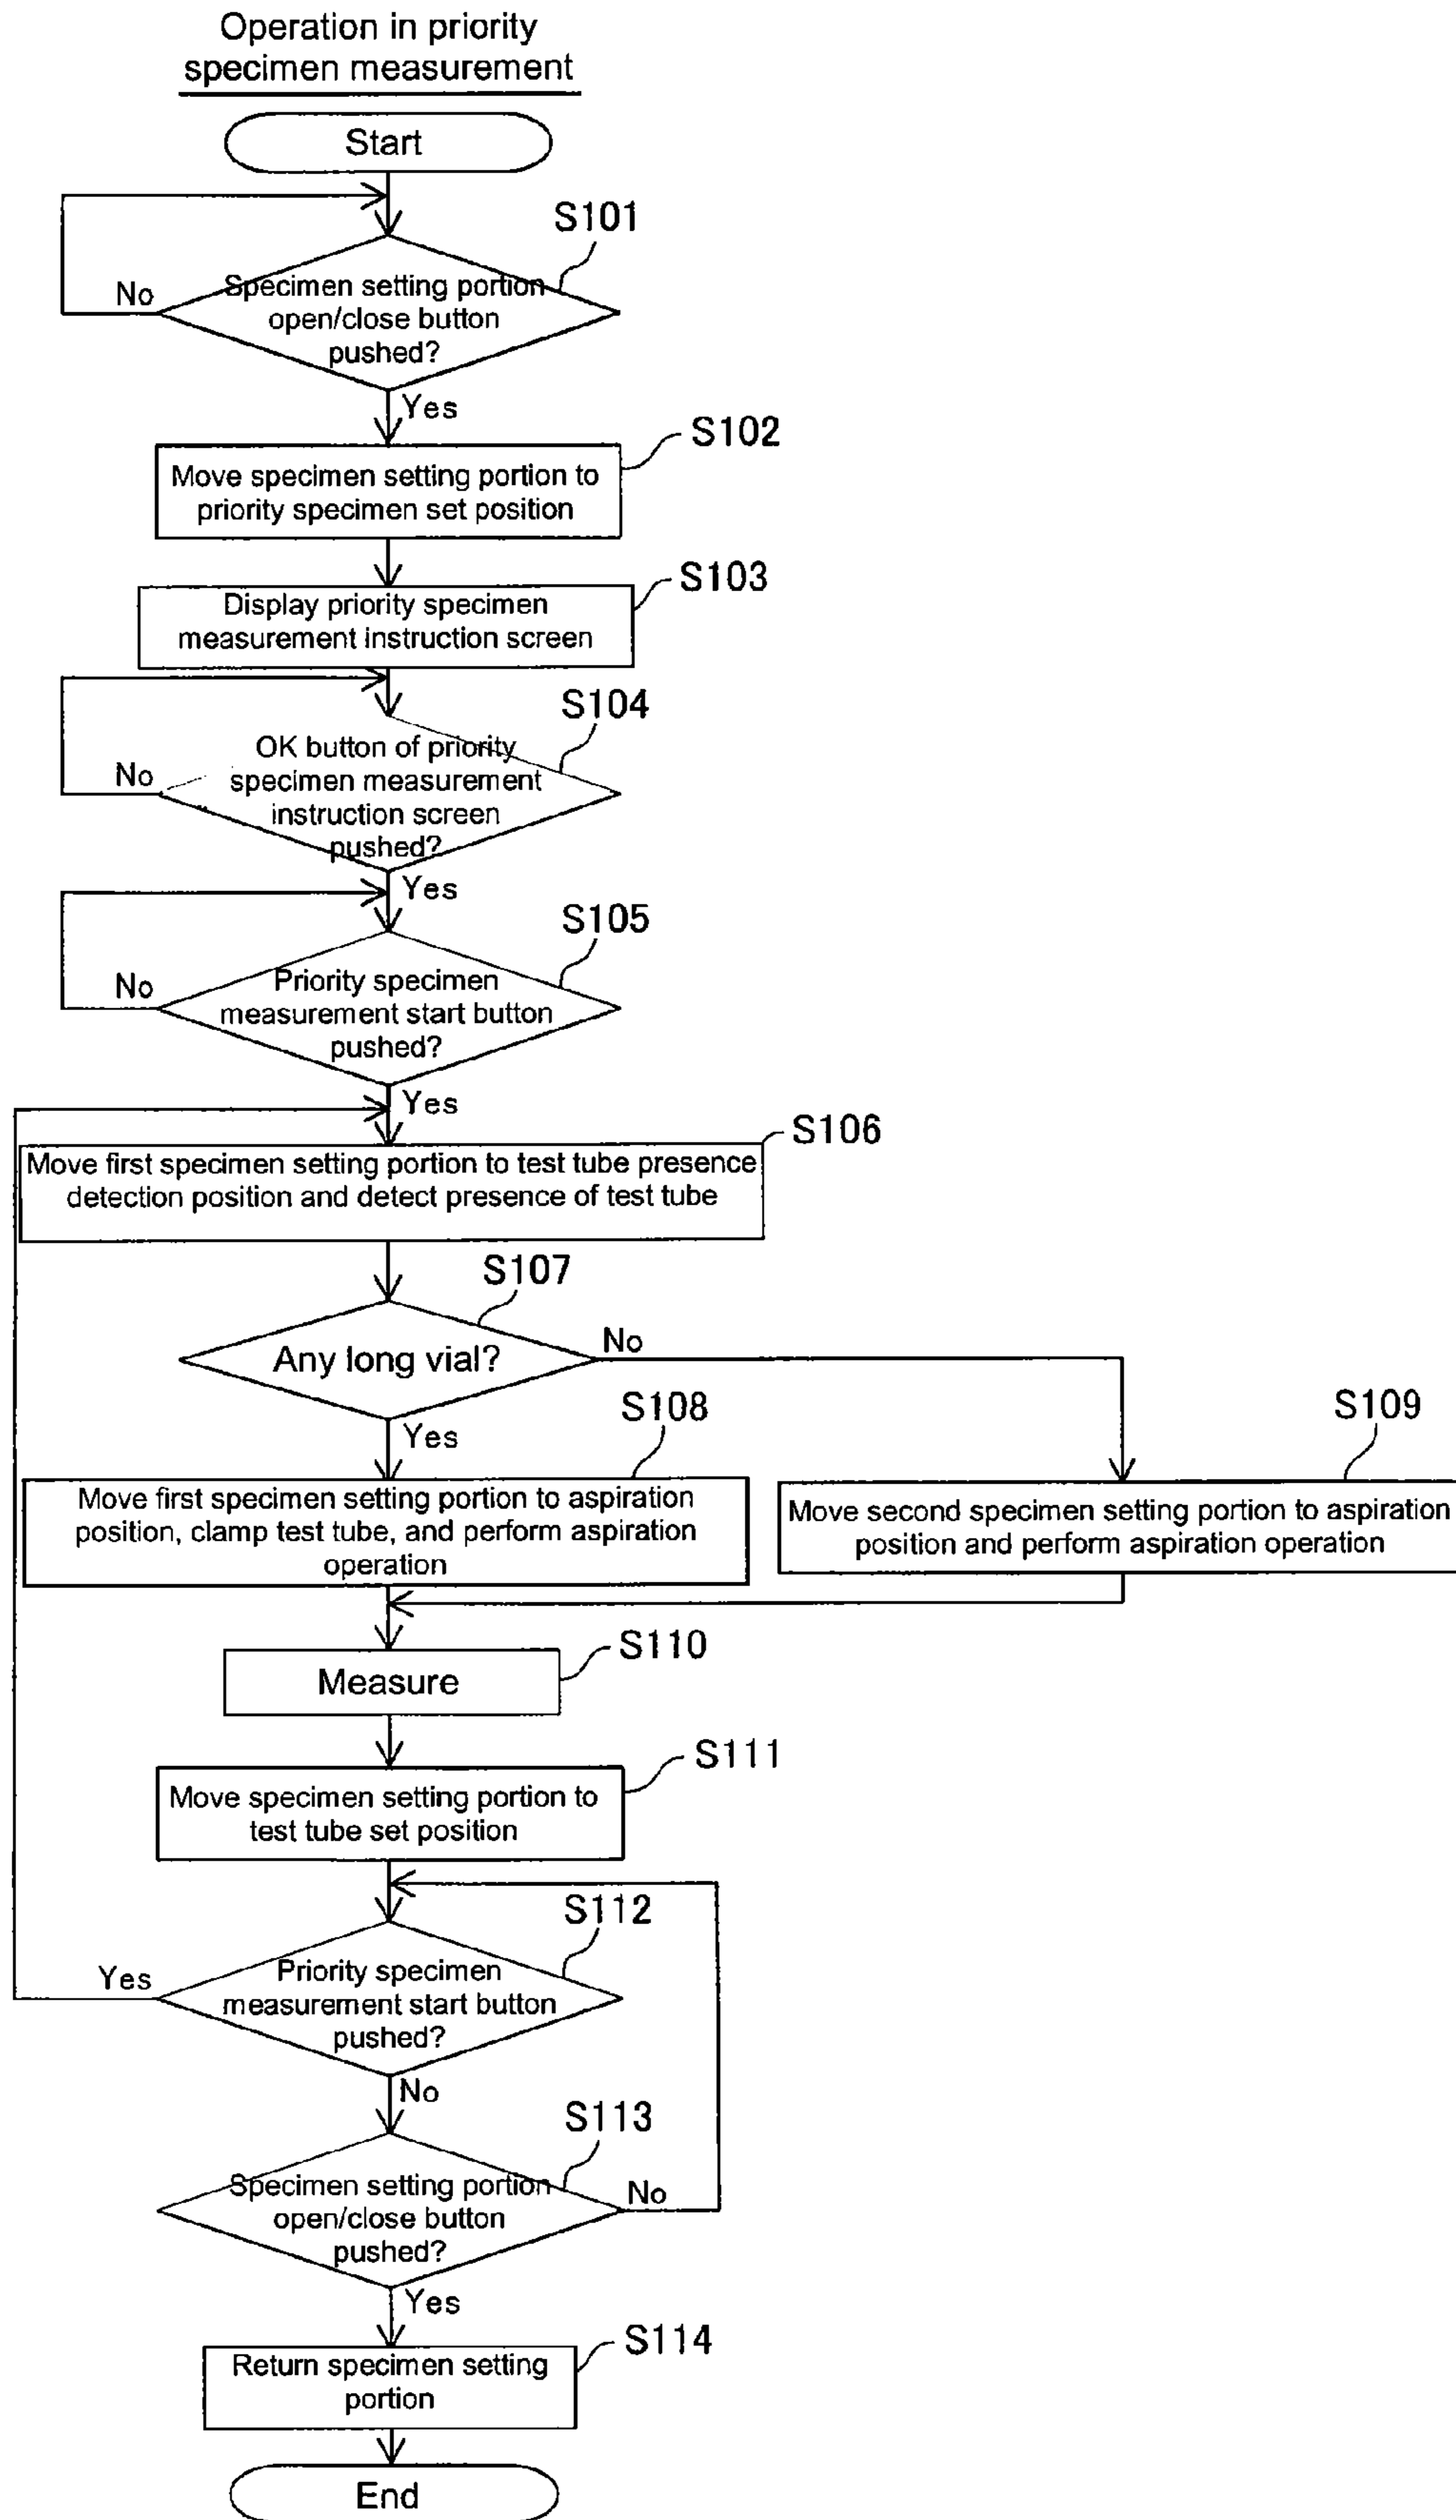 Operation in priority
specimen measurement
Start
S101
Specimen setting portion
open/close button
pushed?
No
Yes
S102
Move specimen setting portion to
priority specimen set position
S103
Display priority specimen
measurement instruction screen
S104
OK button of priority
specimen measurement
instruction screen
pushed?
No
Yes
S105
Priority specimen
measurement start button
pushed?
No
Yes
S106
Move first specimen setting portion to test tube presence
detection position and detect presence of test tube
S107
Any long vial?
No
Yes
S108
Move first specimen setting portion to aspiration
position, clamp test tube, and perform aspiration
operation
S109
Move second specimen setting portion to aspiration
position and perform aspiration operation
S110
Measure
S111
Move specimen setting portion to
test tube set position
S112
Priority specimen
measurement start button
pushed?
Yes
No
S113
Specimen setting portion
open/close button
pushed?
No
Yes
S114
Return specimen setting
portion
End